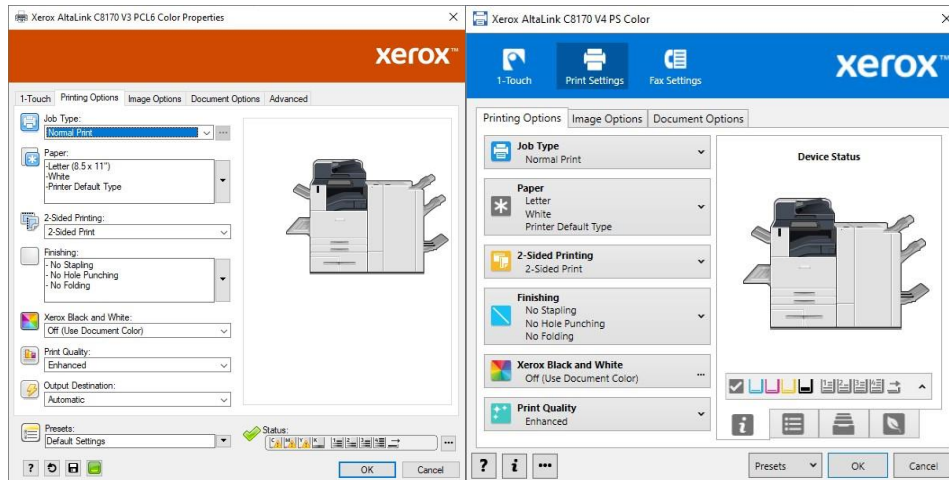 Xerox AltaLink C8170 V3 PCL6 Color Properties
xerox™
1-Touch Printing Options Image Options Document Options Advanced
Job Type:
Normal Print
Paper:
-Letter (8.5 x 11")
-White
-Printer Default Type
2-Sided Printing:
2-Sided Print
Finishing:
- No Stapling
- No Hole Punching
- No Folding
Xerox Black and White:
Off (Use Document Color)
Print Quality:
Enhanced
Output Destination:
Automatic
Presets:
Default Settings
Status:
OK Cancel
Xerox AltaLink C8170 V4 PS Color
1-Touch Print Settings Fax Settings
xerox™
Printing Options Image Options Document Options
Job Type
Normal Print
Paper
Letter
White
Printer Default Type
2-Sided Printing
2-Sided Print
Finishing
No Stapling
No Hole Punching
No Folding
Xerox Black and White
Off (Use Document Color)
Print Quality
Enhanced
Device Status
Presets OK Cancel